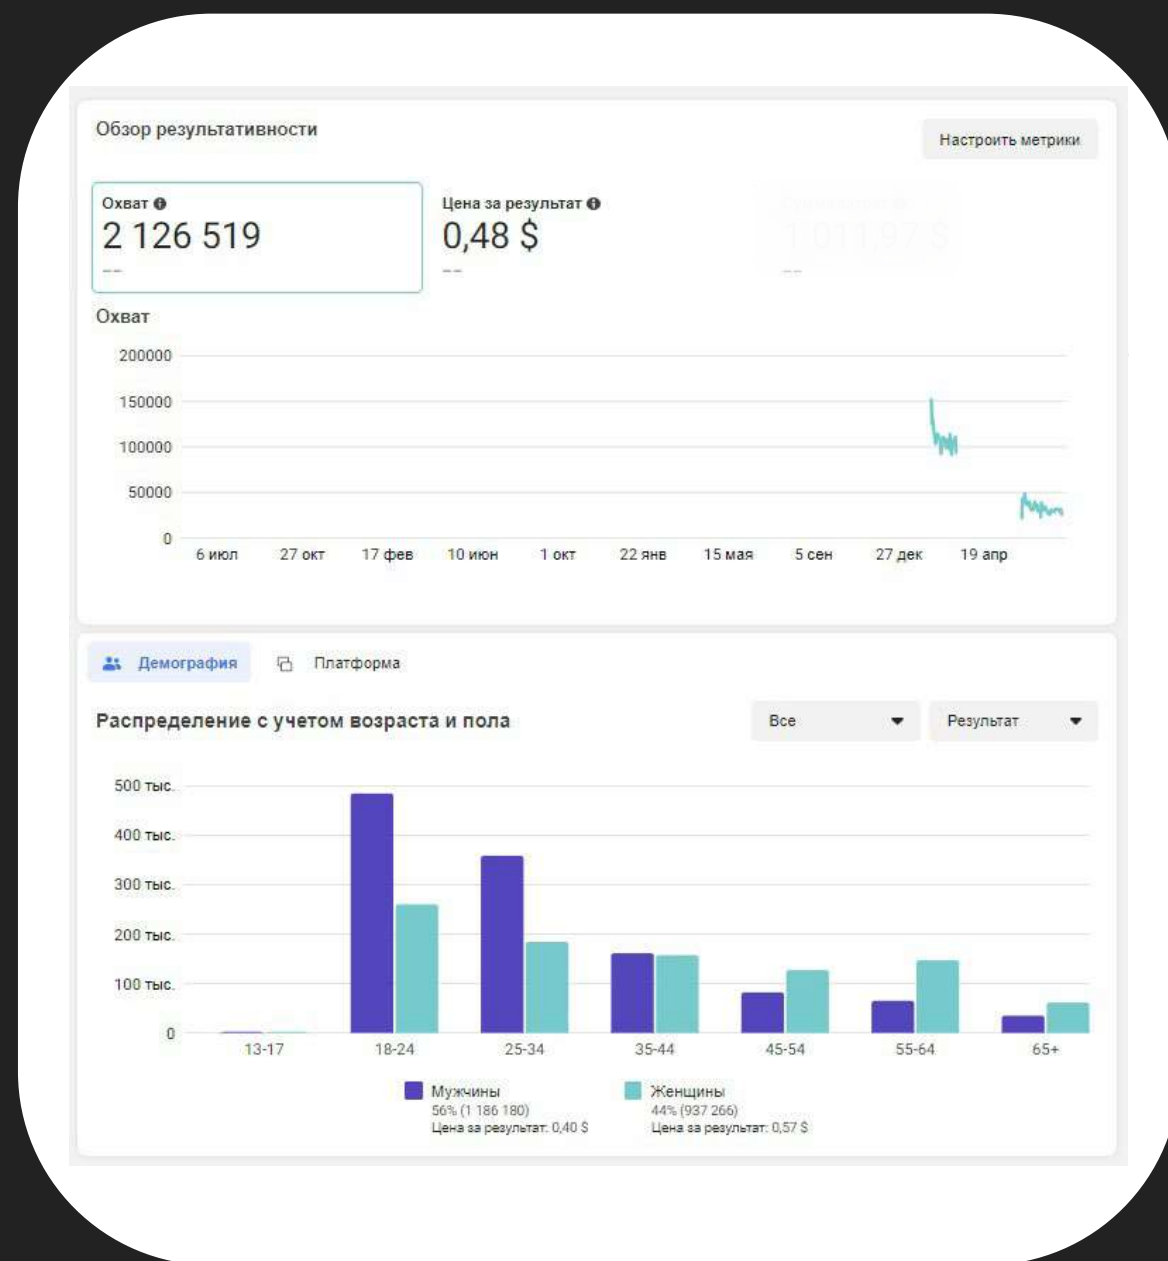 Обзор результативности
Настроить метрики
Охват
Цена за результат
2 126 519
0,48 $
1 011,97 $
--
--
--
Охват
200000
150000
100000
50000
0
6 июл 27 окт 17 фев 10 июн 1 окт 22 янв 15 мая 5 сен 27 дек 19 апр
Демография
Платформа
Распределение с учетом возраста и пола
Все
Результат
500 тыс.
400 тыс.
300 тыс.
200 тыс.
100 тыс.
0
13-17 18-24 25-34 35-44 45-54 55-64 65+
Мужчины
56% (1 186 180)
Цена за результат: 0,40 $
Женщины
44% (937 266)
Цена за результат: 0,57 $